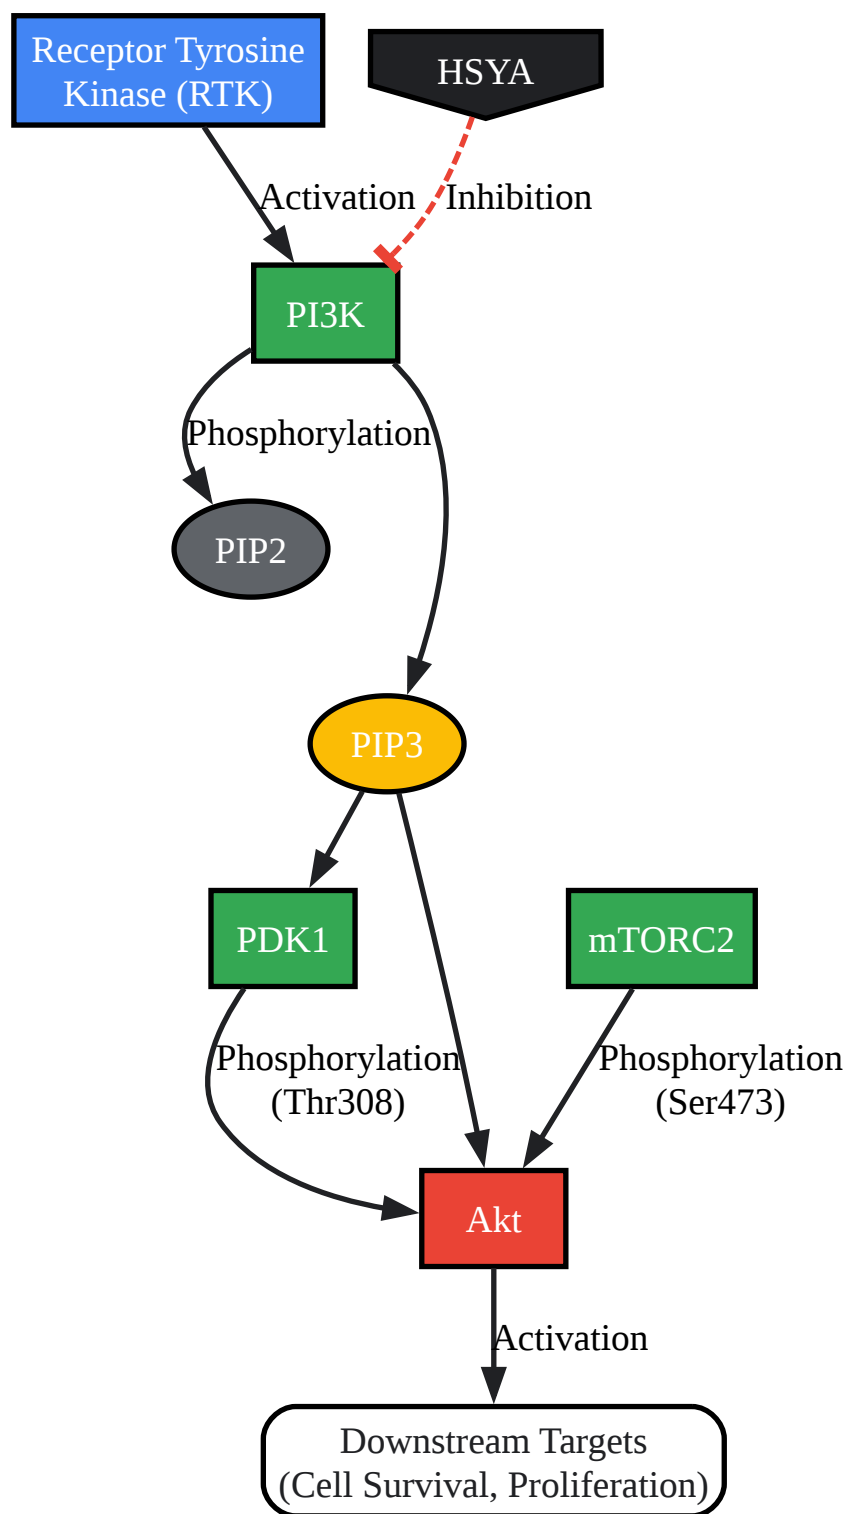 Receptor Tyrosine
Kinase (RTK)
HSYA
Activation
Inhibition
PI3K
Phosphorylation
PIP2
PIP3
PDK1
mTORC2
Phosphorylation
(Thr308)
Phosphorylation
(Ser473)
Akt
Activation
Downstream Targets
(Cell Survival, Proliferation)